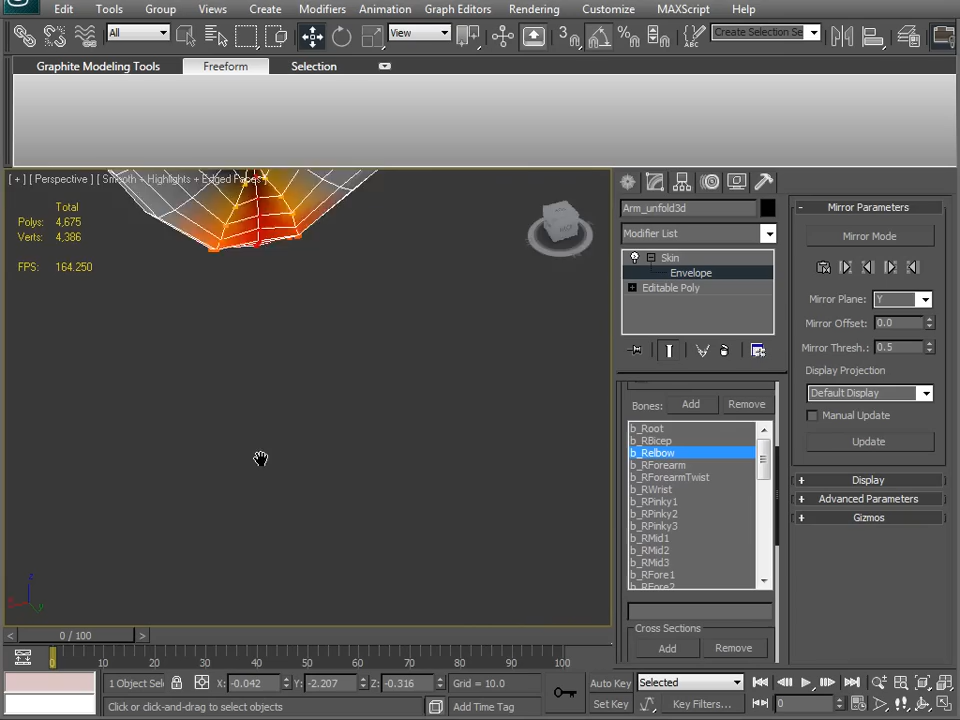 Edit Tools Group Views Create Modifiers Animation Graph Editors Rendering Customize MAXScript Help
All View Create Selection Se
Graphite Modeling Tools Freeform Selection
[ + ] [ Perspective ] [ Smooth + Highlights + Edged Faces ]
Total
Polys: 4,675
Verts: 4,386
FPS: 164.250
Arm_unfold3d
Modifier List
Skin
Envelope
Editable Poly
Bones: Add Remove
b_Root
b_RBicep
b_Relbow
b_RForearm
b_RForearmTwist
b_RWrist
b_RPinky1
b_RPinky2
b_RPinky3
b_RMid1
b_RMid2
b_RMid3
b_RFore1
b_RFore2
Cross Sections
Add Remove
Mirror Parameters
Mirror Mode
Mirror Plane: Y
Mirror Offset: 0.0
Mirror Thresh.: 0.5
Display Projection
Default Display
Manual Update
Update
Display
Advanced Parameters
Gizmos
z
y
< 0 / 100 >
0 10 20 30 40 50 60 70 80 90 100
1 Object Sel X: -0.042 Y: -2.207 Z: -0.316 Grid = 10.0 Auto Key Selected
Click or click-and-drag to select objects Add Time Tag Set Key Key Filters... 0